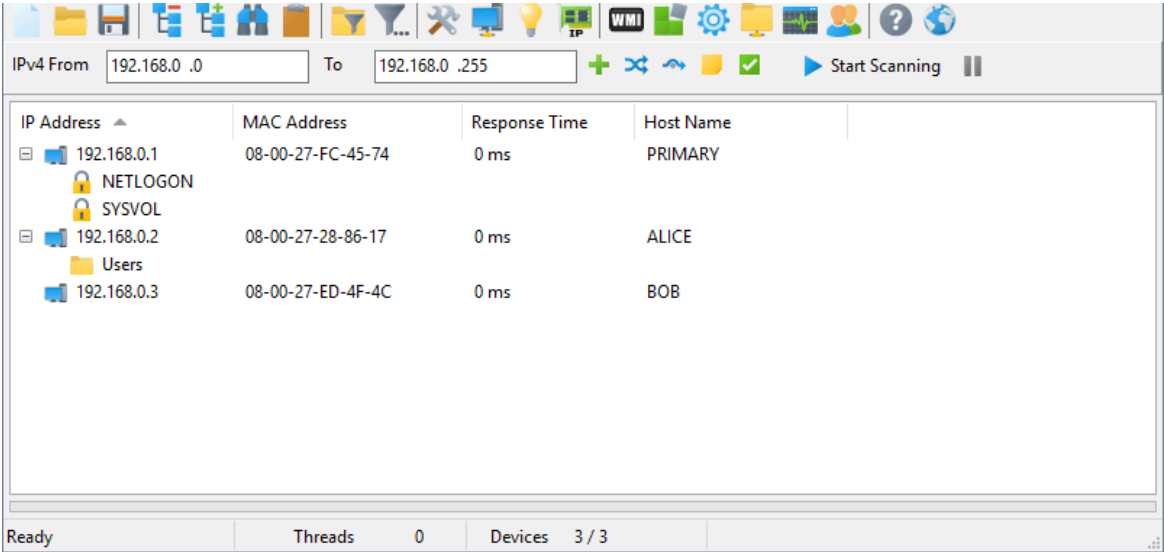 IP WMI
IPv4 From 192.168.0 .0 To 192.168.0 .255 Start Scanning
IP Address MAC Address Response Time Host Name
192.168.0.1 08-00-27-FC-45-74 0 ms PRIMARY
NETLOGON
SYSVOL
192.168.0.2 08-00-27-28-86-17 0 ms ALICE
Users
192.168.0.3 08-00-27-ED-4F-4C 0 ms BOB
Ready Threads 0 Devices 3 / 3